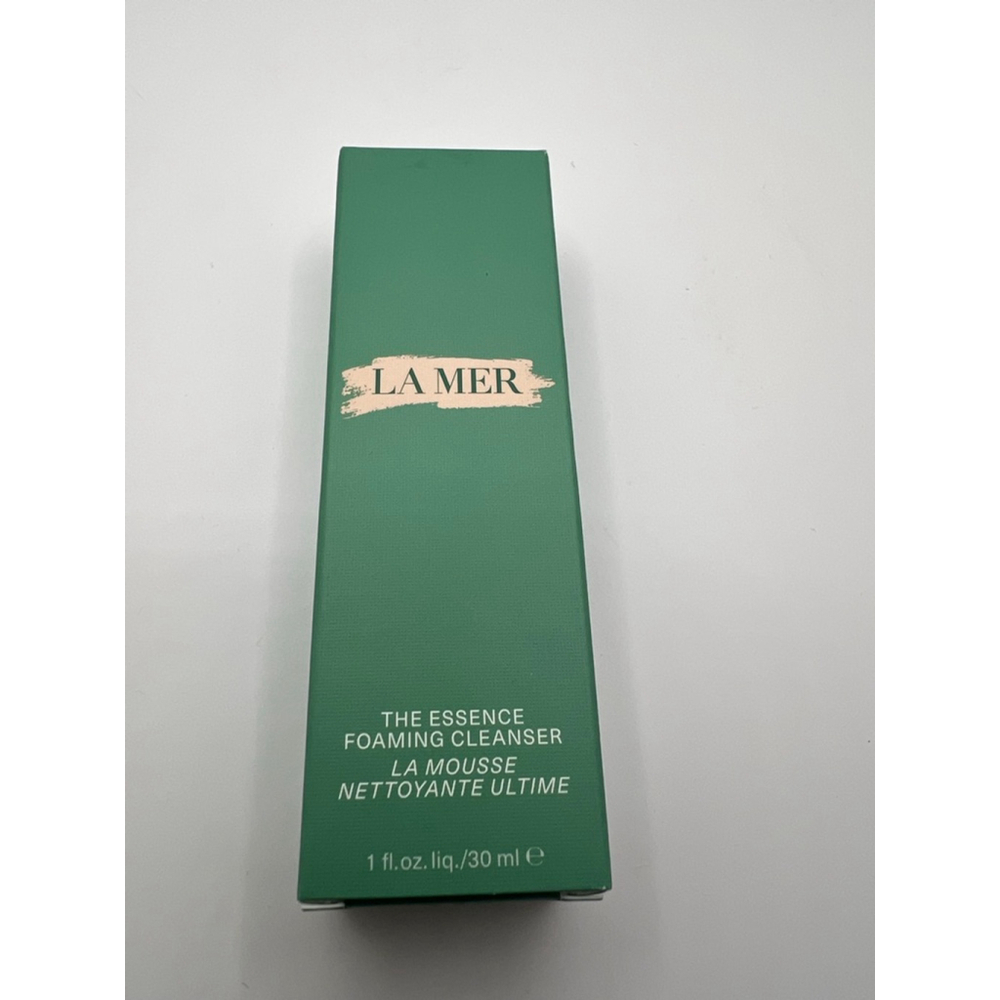 LA MER
THE ESSENCE
FOAMING CLEANSER
LA MOUSSE
NETTOYANTE ULTIME
1 fl.oz. liq./30 ml ℮